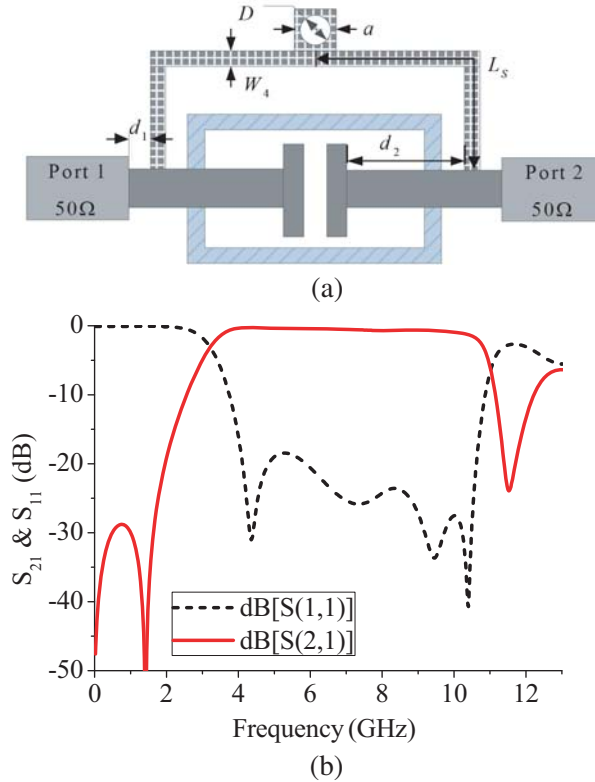 D
a
W4
LS
d1
d2
Port 1
50Ω
Port 2
50Ω
(a)
0
-10
-20
-30
-40
-50
S21 & S11 (dB)
dB[S(1,1)]
dB[S(2,1)]
0 2 4 6 8 10 12
Frequency (GHz)
(b)